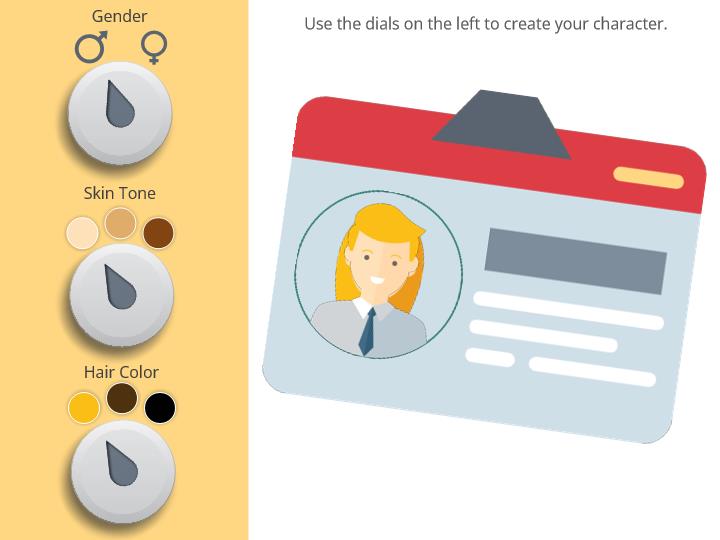 Gender
Use the dials on the left to create your character.
Skin Tone
Hair Color